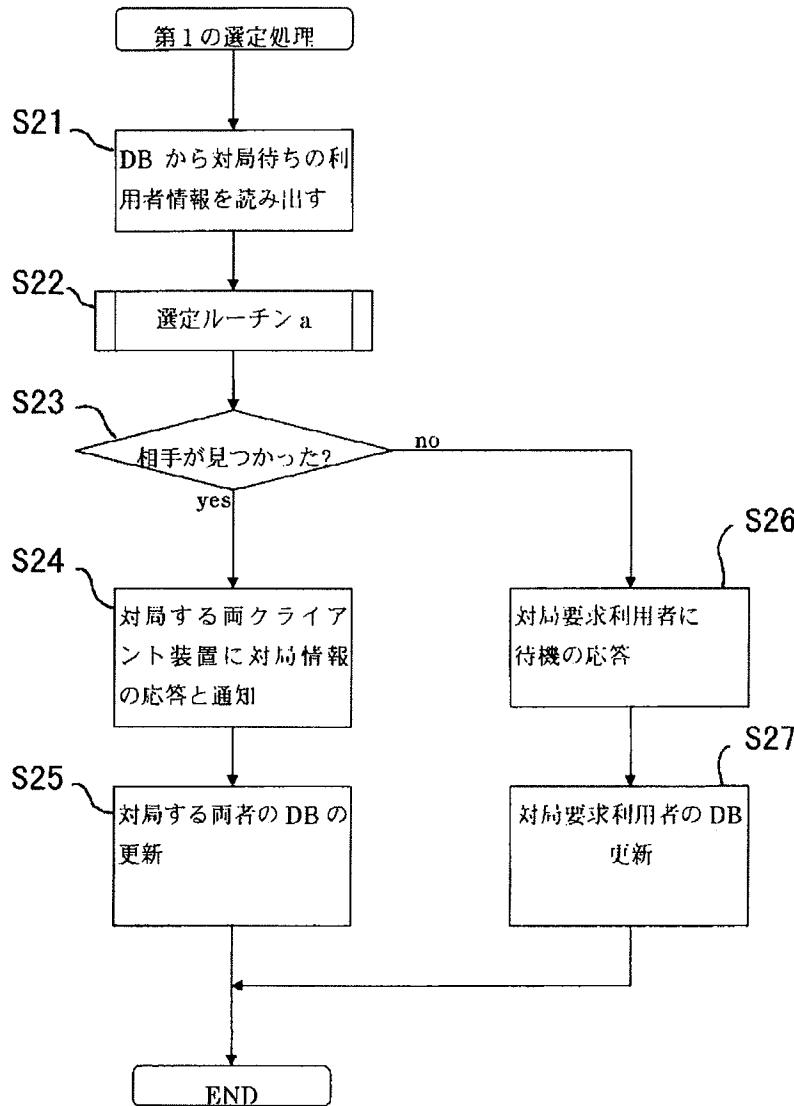 第1の選定処理
S21
DB から対局待ちの利
用者情報を読み出す
S22
選定ルーチン a
S23
相手が見つかった?
no
yes
S24
対局する両クライア
ント装置に対局情報
の応答と通知
S26
対局要求利用者に
待機の応答
S25
対局する両者の DB の
更新
S27
対局要求利用者の DB
更新
END